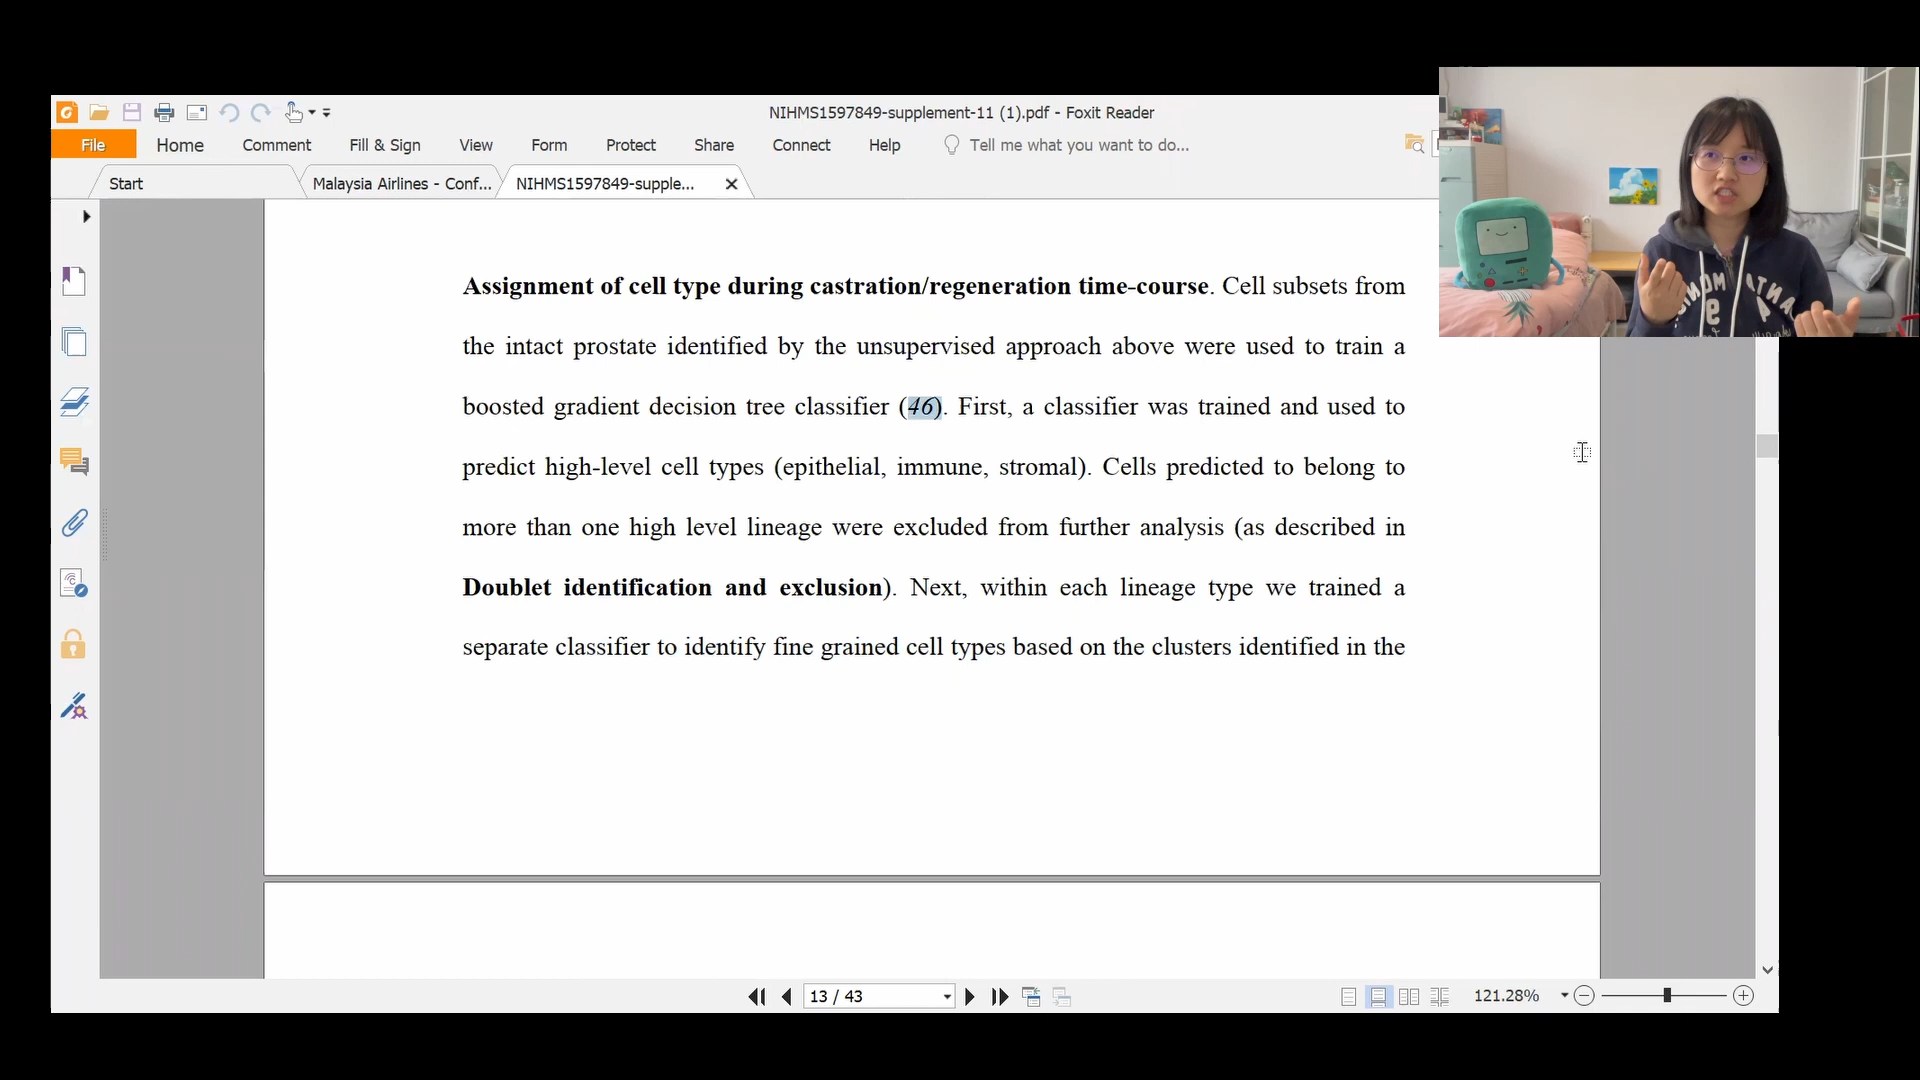 NIHMS1597849-supplement-11 (1).pdf - Foxit Reader
File Home Comment Fill & Sign View Form Protect Share Connect Help Tell me what you want to do...
Start Malaysia Airlines - Conf... NIHMS1597849-supple...
Assignment of cell type during castration/regeneration time-course. Cell subsets from
the intact prostate identified by the unsupervised approach above were used to train a
boosted gradient decision tree classifier (46). First, a classifier was trained and used to
predict high-level cell types (epithelial, immune, stromal). Cells predicted to belong to
more than one high level lineage were excluded from further analysis (as described in
Doublet identification and exclusion). Next, within each lineage type we trained a
separate classifier to identify fine grained cell types based on the clusters identified in the
13 / 43 121.28%